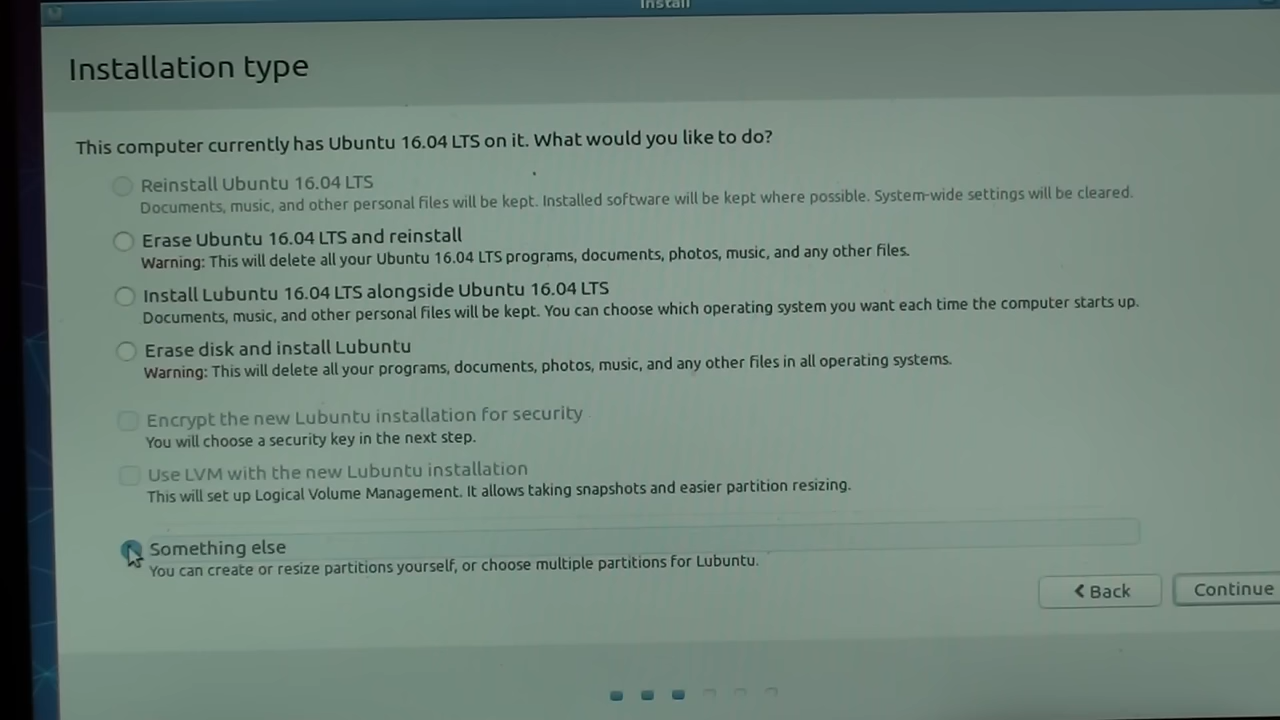 Install
Installation type
This computer currently has Ubuntu 16.04 LTS on it. What would you like to do?
Reinstall Ubuntu 16.04 LTS
Documents, music, and other personal files will be kept. Installed software will be kept where possible. System-wide settings will be cleared.
Erase Ubuntu 16.04 LTS and reinstall
Warning: This will delete all your Ubuntu 16.04 LTS programs, documents, photos, music, and any other files.
Install Lubuntu 16.04 LTS alongside Ubuntu 16.04 LTS
Documents, music, and other personal files will be kept. You can choose which operating system you want each time the computer starts up.
Erase disk and install Lubuntu
Warning: This will delete all your programs, documents, photos, music, and any other files in all operating systems.
Encrypt the new Lubuntu installation for security
You will choose a security key in the next step.
Use LVM with the new Lubuntu installation
This will set up Logical Volume Management. It allows taking snapshots and easier partition resizing.
Something else
You can create or resize partitions yourself, or choose multiple partitions for Lubuntu.
Back
Continue